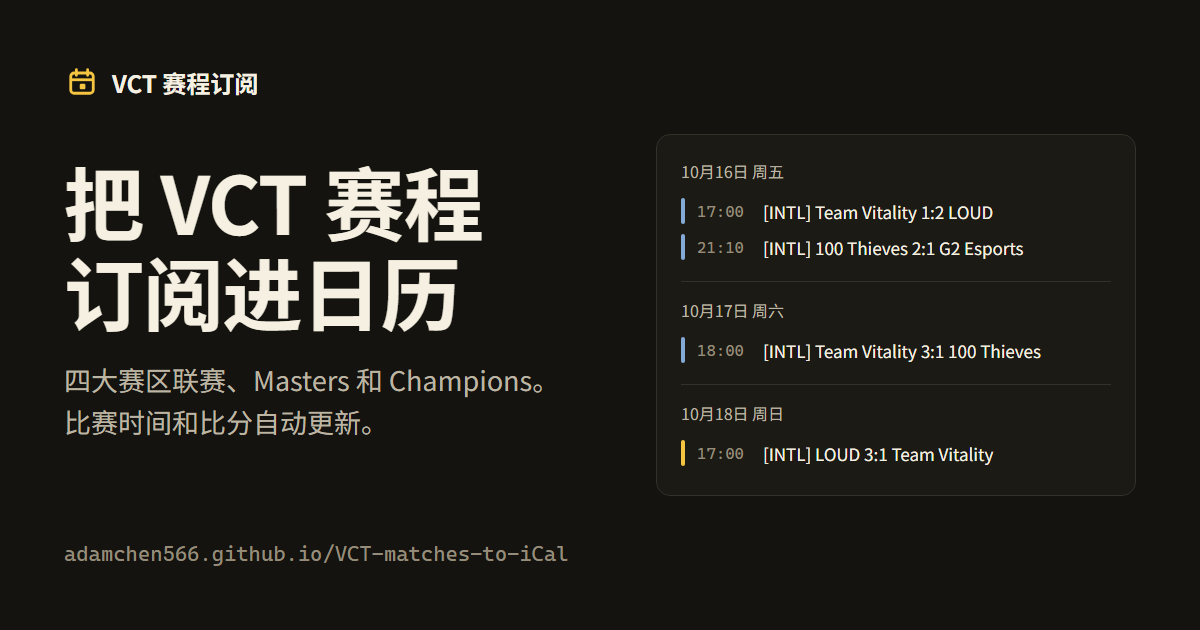 VCT 赛程订阅
把 VCT 赛程
订阅进日历
四大赛区联赛、Masters 和 Champions。
比赛时间和比分自动更新。
adamchen566.github.io/VCT-matches-to-iCal
10月16日 周五
17:00 [INTL] Team Vitality 1:2 LOUD
21:10 [INTL] 100 Thieves 2:1 G2 Esports
10月17日 周六
18:00 [INTL] Team Vitality 3:1 100 Thieves
10月18日 周日
17:00 [INTL] LOUD 3:1 Team Vitality